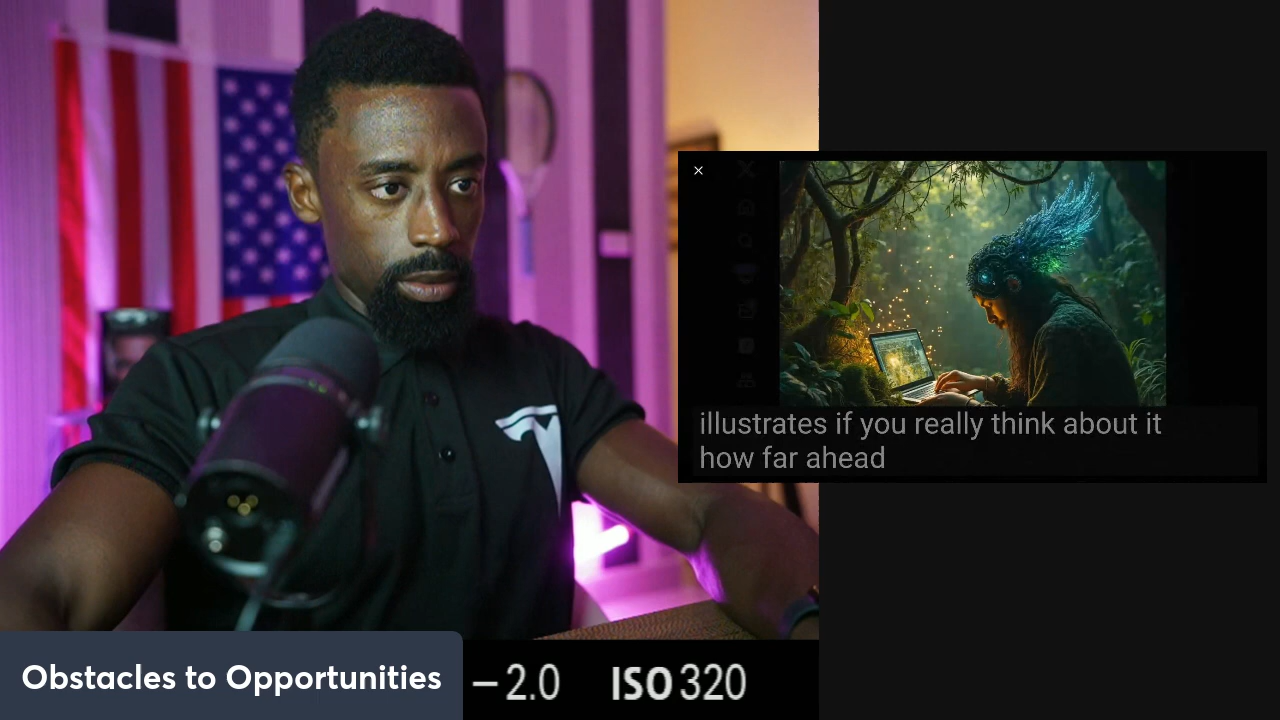 illustrates if you really think about it
how far ahead
Obstacles to Opportunities
– 2.0 ISO 320